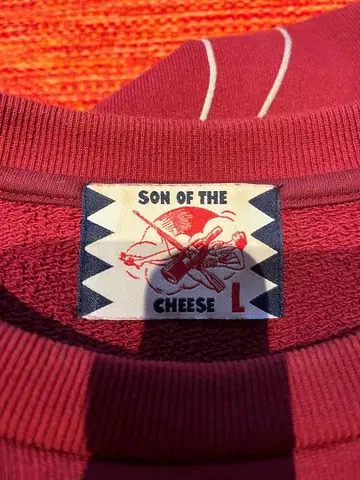 SON OF THE
CHEESE L